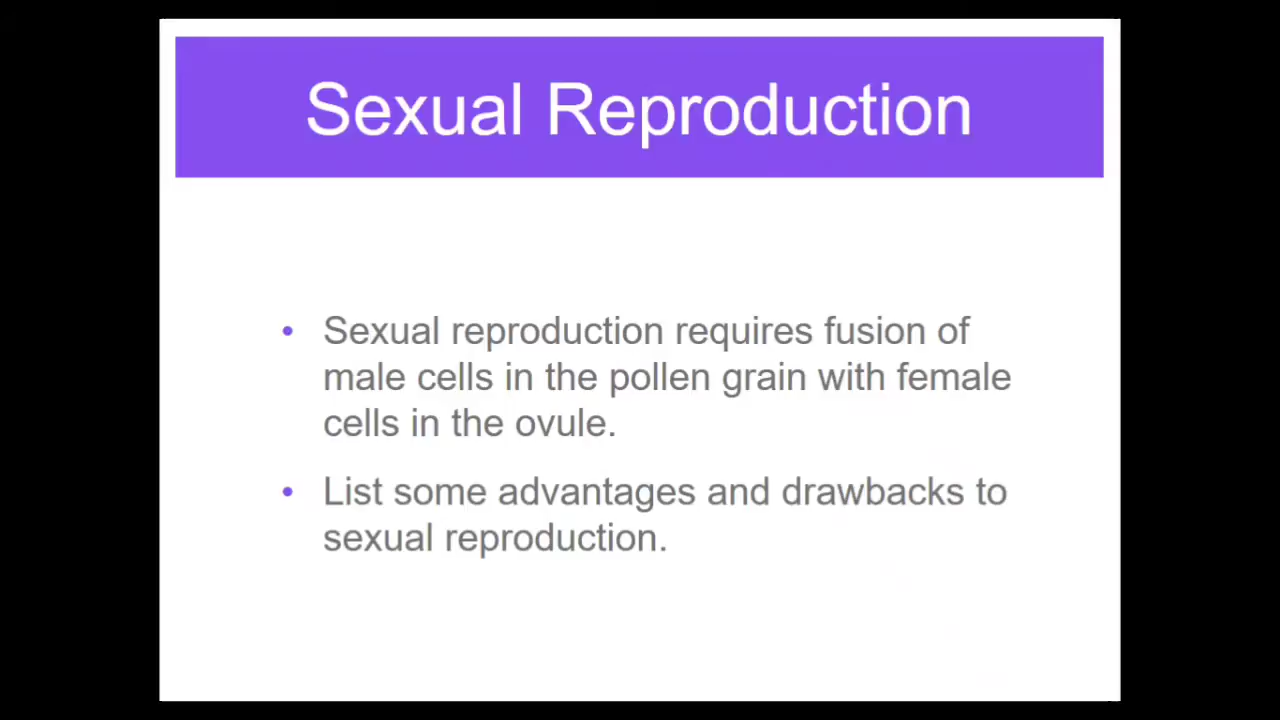 Sexual Reproduction
• Sexual reproduction requires fusion of
male cells in the pollen grain with female
cells in the ovule.
• List some advantages and drawbacks to
sexual reproduction.